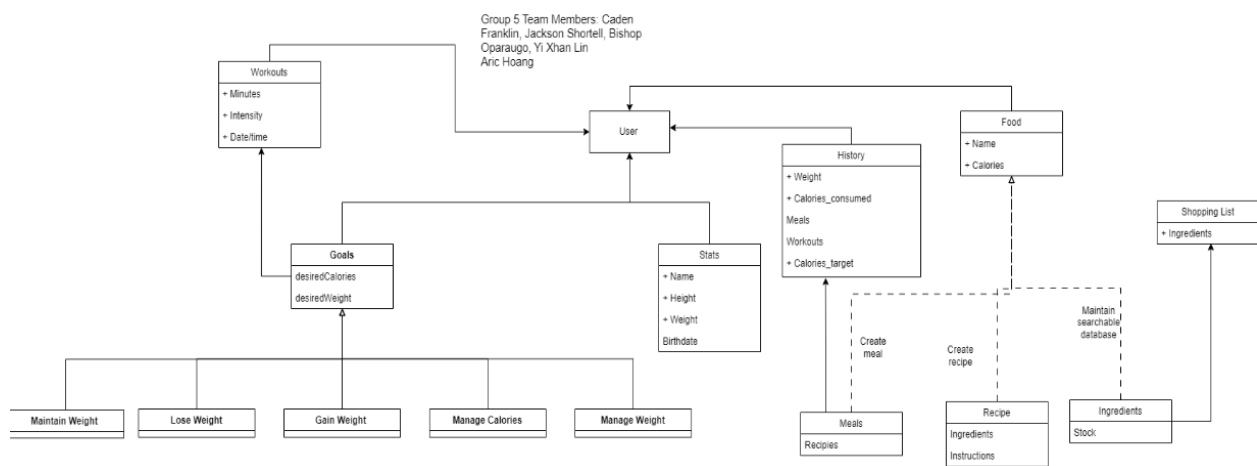 Group 5 Team Members: Caden
Franklin, Jackson Shortell, Bishop
Oparaugo, Yi Xhan Lin
Aric Hoang
Workouts
+ Minutes
+ Intensity
+ Date/time
User
Food
+ Name
+ Calories
History
+ Weight
+ Calories_consumed
Meals
Workouts
+ Calories_target
Shopping List
+ Ingredients
Goals
desiredCalories
desiredWeight
Stats
+ Name
+ Height
+ Weight
Birthdate
Create
meal
Create
recipe
Maintain
searchable
database
Maintain Weight
Lose Weight
Gain Weight
Manage Calories
Manage Weight
Meals
Recipies
Recipe
Ingredients
Instructions
Ingredients
Stock